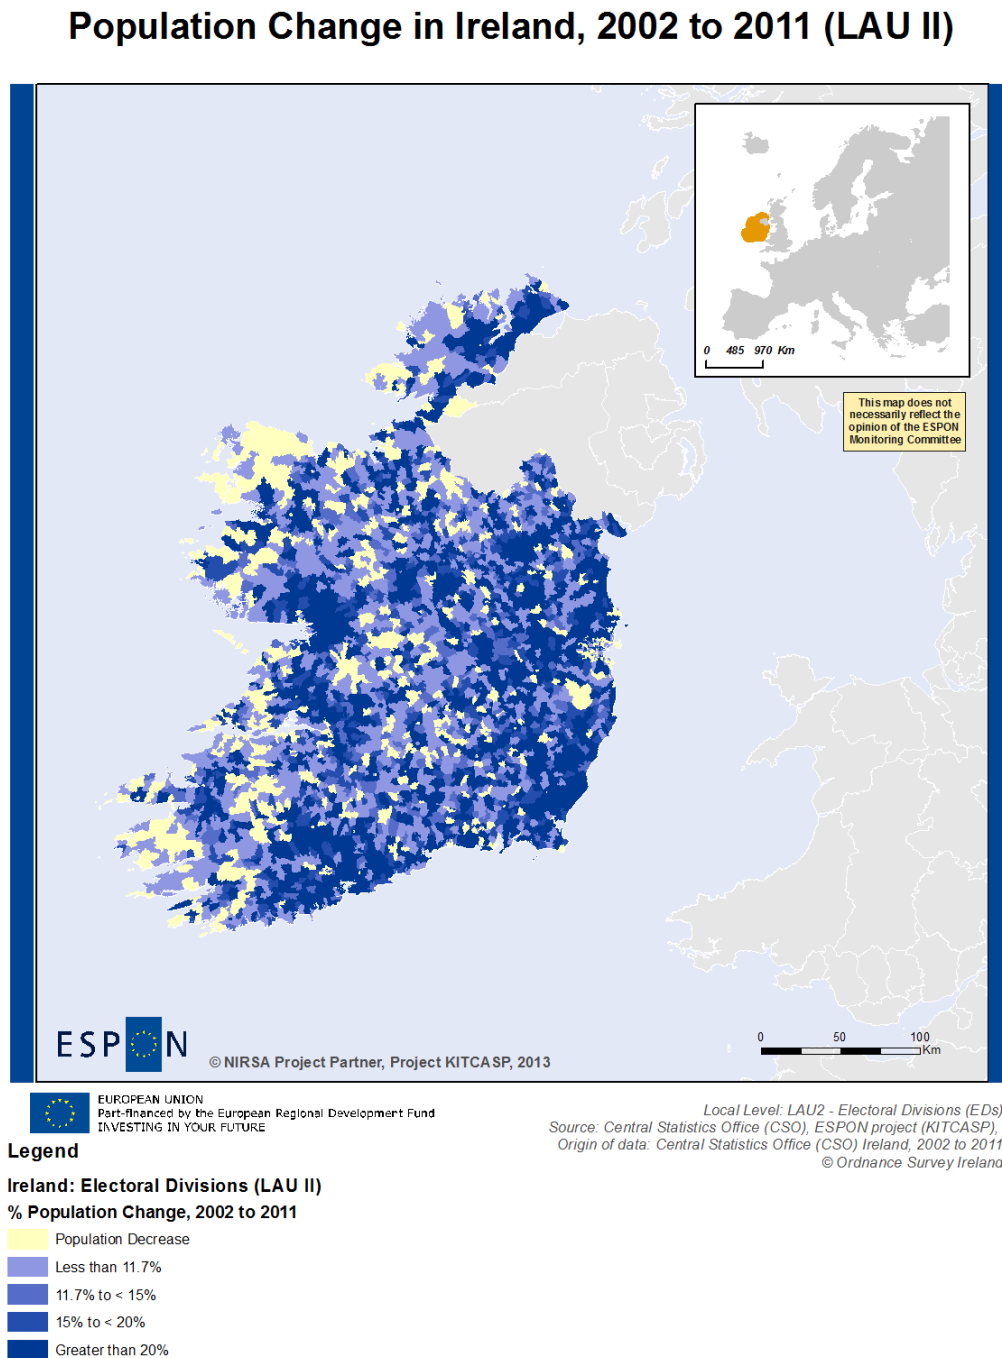 Population Change in Ireland, 2002 to 2011 (LAU II)
0 485 970 Km
This map does not
necessarily reflect the
opinion of the ESPON
Monitoring Committee
ESPON
© NIRSA Project Partner, Project KITCASP, 2013
0 50 100
Km
EUROPEAN UNION
Part-financed by the European Regional Development Fund
INVESTING IN YOUR FUTURE
Local Level: LAU2 - Electoral Divisions (EDs)
Source: Central Statistics Office (CSO), ESPON project (KITCASP),
Origin of data: Central Statistics Office (CSO) Ireland, 2002 to 2011
© Ordnance Survey Ireland
Legend
Ireland: Electoral Divisions (LAU II)
% Population Change, 2002 to 2011
Population Decrease
Less than 11.7%
11.7% to < 15%
15% to < 20%
Greater than 20%